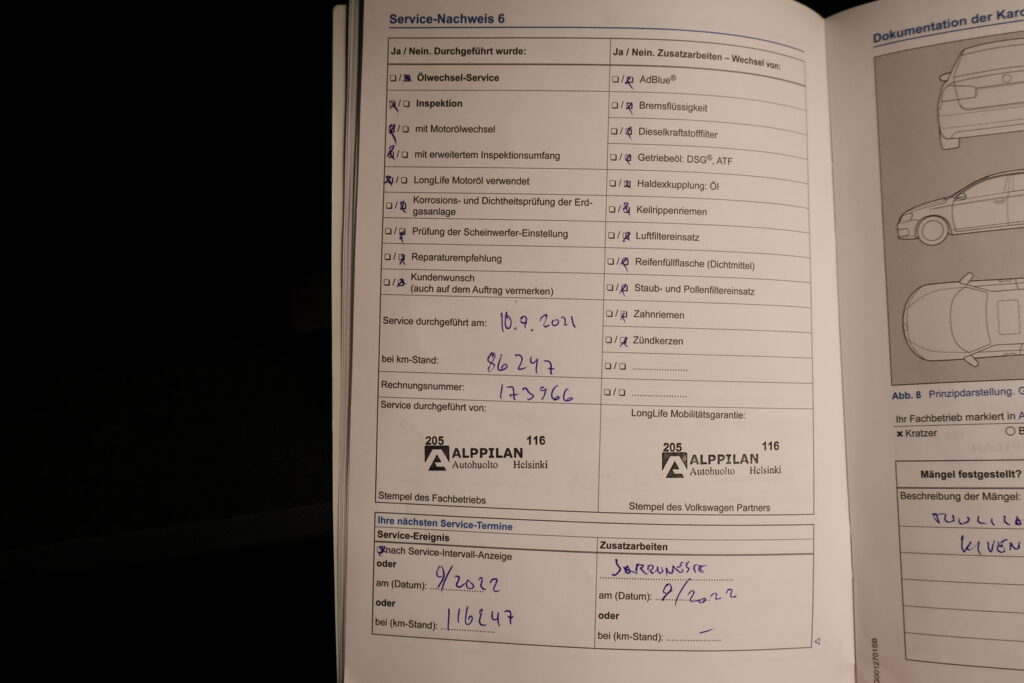 Service-Nachweis 6
Ja / Nein. Durchgeführt wurde:
Ölwechsel-Service
Inspektion
mit Motorölwechsel
mit erweitertem Inspektionsumfang
LongLife Motoröl verwendet
Korrosions- und Dichtheitsprüfung der Erd-
gasanlage
Prüfung der Scheinwerfer-Einstellung
Reparaturempfehlung
Kundenwunsch
(auch auf dem Auftrag vermerken)
Service durchgeführt am: 10.9.2021
bei km-Stand: 86247
Rechnungsnummer: 173966
Service durchgeführt von:
205 116
ALPPILAN
Autohuolto Helsinki
Stempel des Fachbetriebs
Ja / Nein. Zusatzarbeiten – Wechsel von:
AdBlue®
Bremsflüssigkeit
Dieselkraftstofffilter
Getriebeöl: DSG®, ATF
Haldexkupplung: Öl
Keilrippenriemen
Luftfiltereinsatz
Reifenfüllflasche (Dichtmittel)
Staub- und Pollenfiltereinsatz
Zahnriemen
Zündkerzen
LongLife Mobilitätsgarantie:
205 116
ALPPILAN
Autohuolto Helsinki
Stempel des Volkswagen Partners
Ihre nächsten Service-Termine
Service-Ereignis
nach Service-Intervall-Anzeige
oder
am (Datum): 9/2022
oder
bei (km-Stand): 116247
Zusatzarbeiten
JARRUNESTE
am (Datum): 9/2022
oder
bei (km-Stand): –
Dokumentation der Karo
Abb. 8 Prinzipdarstellung. G
Ihr Fachbetrieb markiert in A
Kratzer
Mängel festgestellt?
Beschreibung der Mängel:
TUULILA
KIVEN